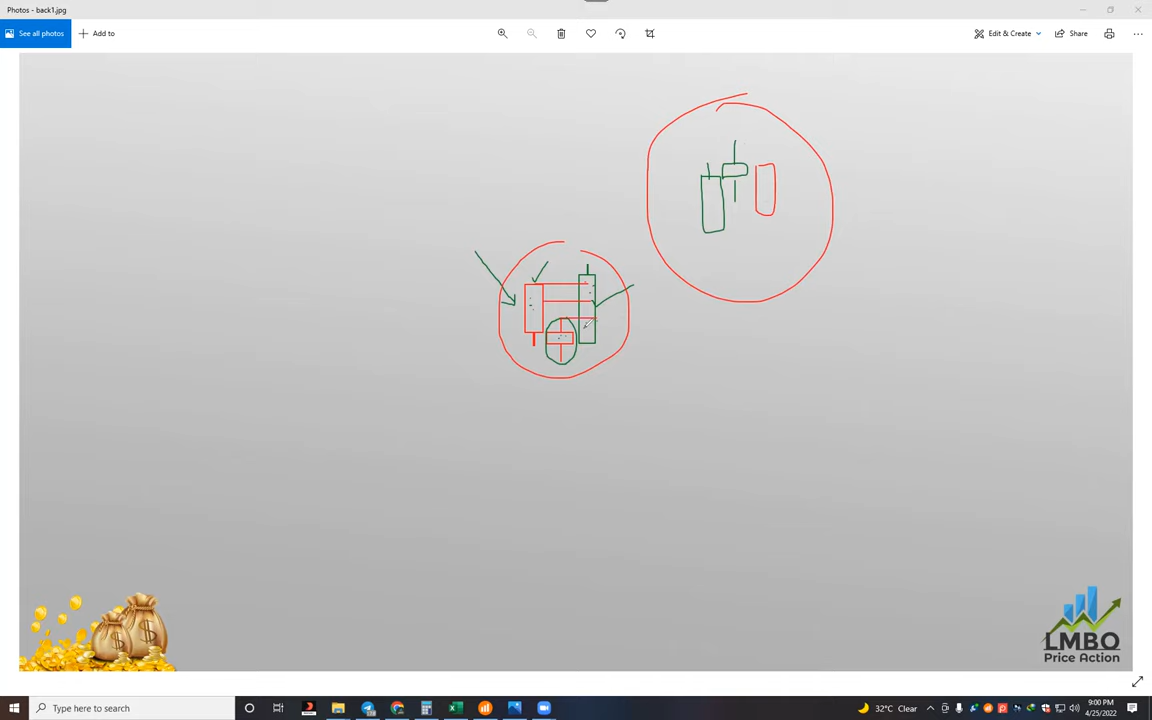 Photos - back1.jpg
See all photos
Add to
Edit & Create
Share
LMBO
Price Action
Type here to search
32°C Clear
9:00 PM
4/25/2022